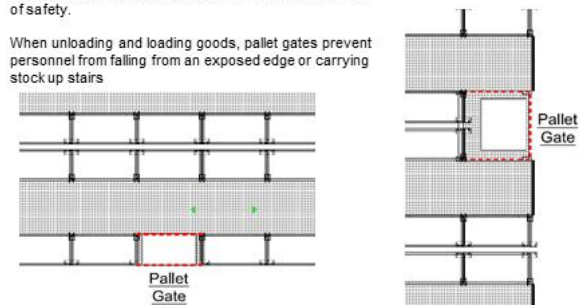 of safety.
When unloading and loading goods, pallet gates prevent
personnel from falling from an exposed edge or carrying
stock up stairs
Pallet
Gate
Pallet
Gate